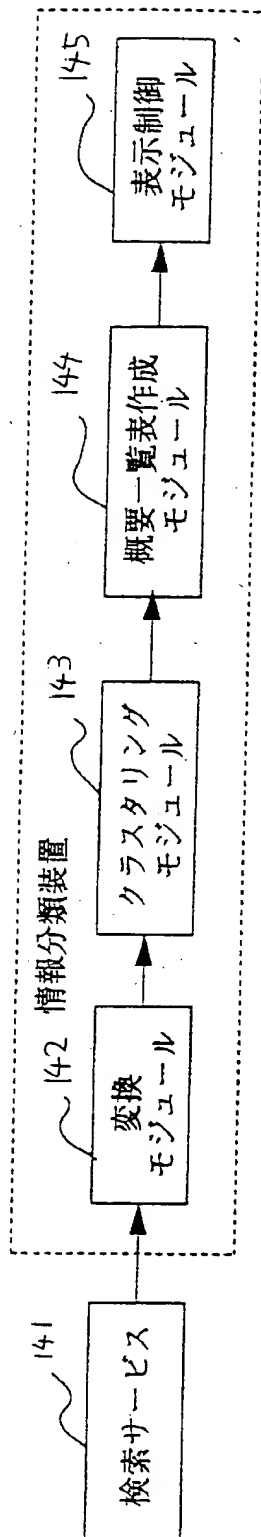 141
検索サービス
情報分類装置
142
変換
モジュール
143
クラスタリング
モジュール
144
概要一覧表作成
モジュール
145
表示制御
モジュール